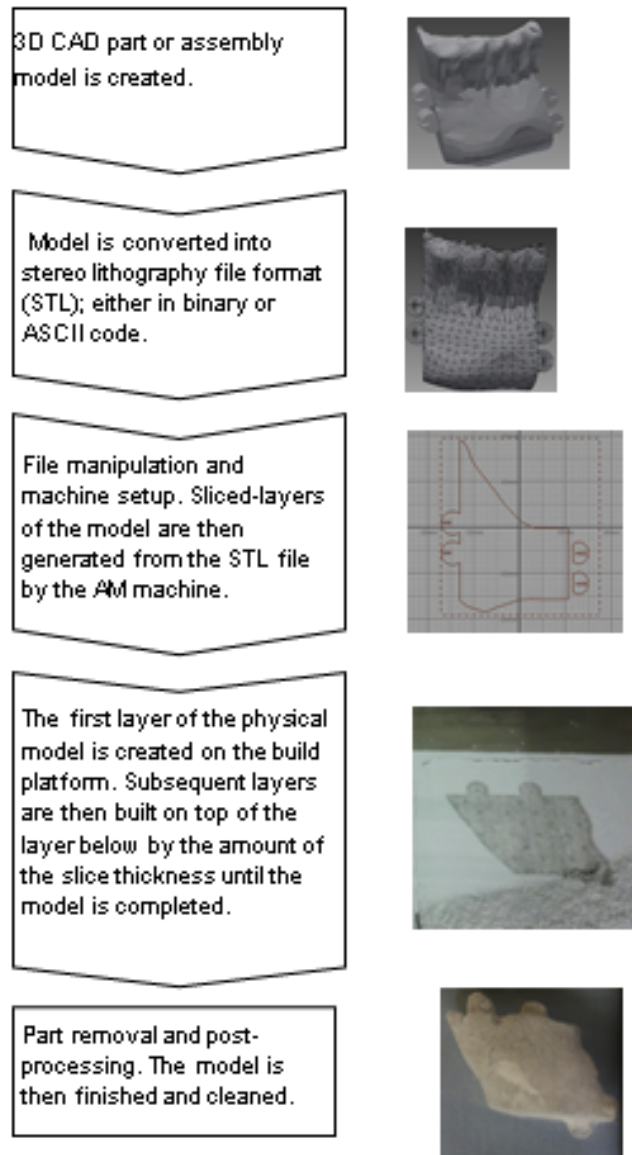 3D CAD part or assembly
model is created.
Model is converted into
stereo lithography file format
(STL); either in binary or
ASCII code.
File manipulation and
machine setup. Sliced-layers
of the model are then
generated from the STL file
by the AM machine.
The first layer of the physical
model is created on the build
platform. Subsequent layers
are then built on top of the
layer below by the amount of
the slice thickness until the
model is completed.
Part removal and post-
processing. The model is
then finished and cleaned.